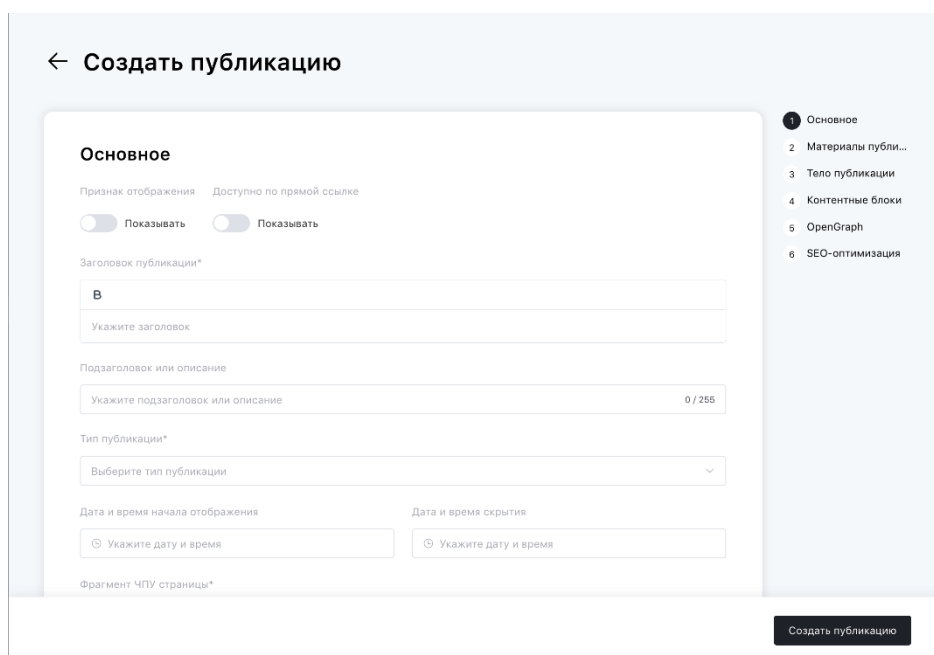 ← Создать публикацию
Основное
Признак отображения Доступно по прямой ссылке
Показывать Показывать
Заголовок публикации*
B
Укажите заголовок
Подзаголовок или описание
Укажите подзаголовок или описание 0 / 255
Тип публикации*
Выберите тип публикации
Дата и время начала отображения Дата и время скрытия
Укажите дату и время Укажите дату и время
Фрагмент ЧПУ страницы*
1 Основное
2 Материалы публи...
3 Тело публикации
4 Контентные блоки
5 OpenGraph
6 SEO-оптимизация
Создать публикацию